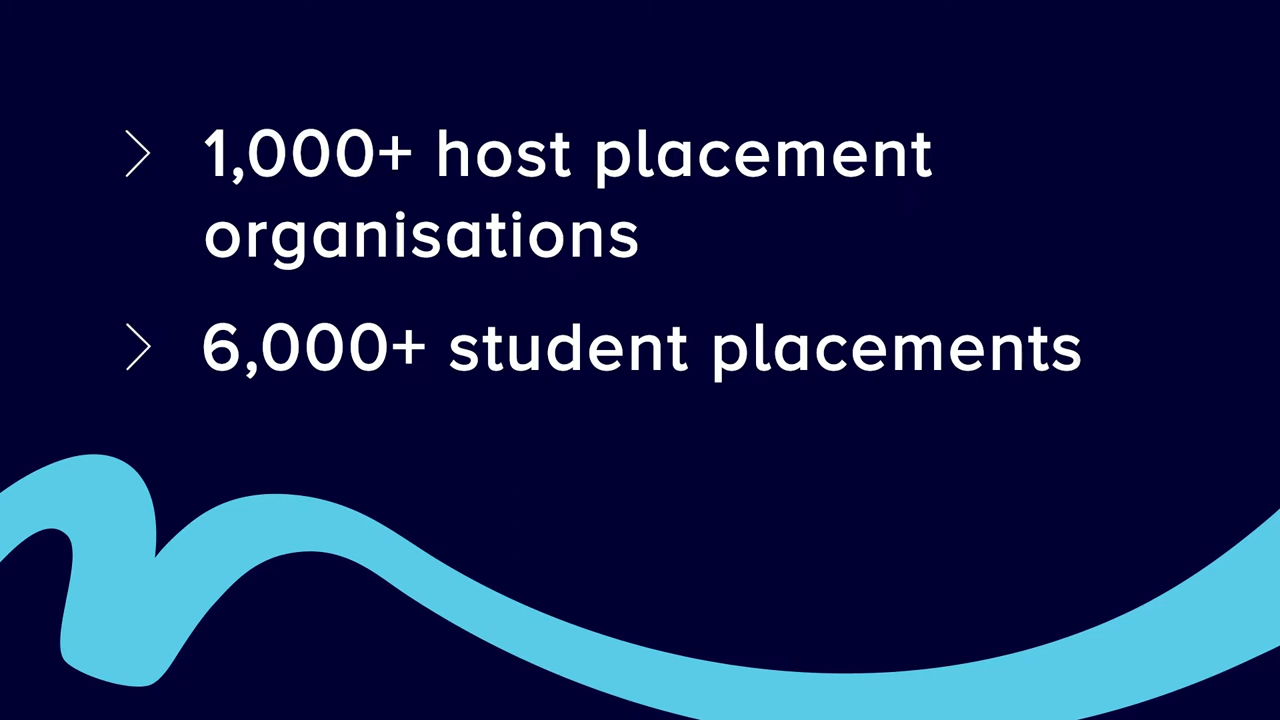 1,000+ host placement
organisations
6,000+ student placements